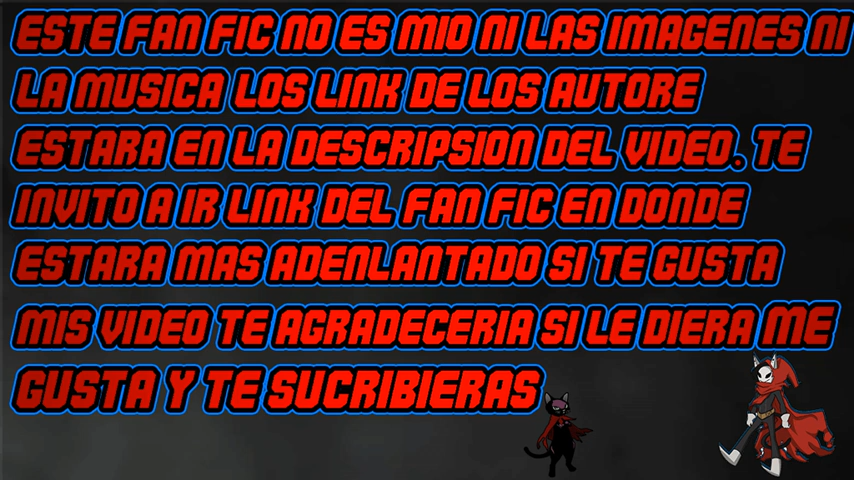 ESTE FAN FIC NO ES MIO NI LAS IMAGENES NI
LA MUSICA LOS LINK DE LOS AUTORE
ESTARA EN LA DESCRIPSION DEL VIDEO. TE
INVITO A IR LINK DEL FAN FIC EN DONDE
ESTARA MAS ADENLANTADO SI TE GUSTA
MIS VIDEO TE AGRADECERIA SI LE DIERA ME
GUSTA Y TE SUCRIBIERAS